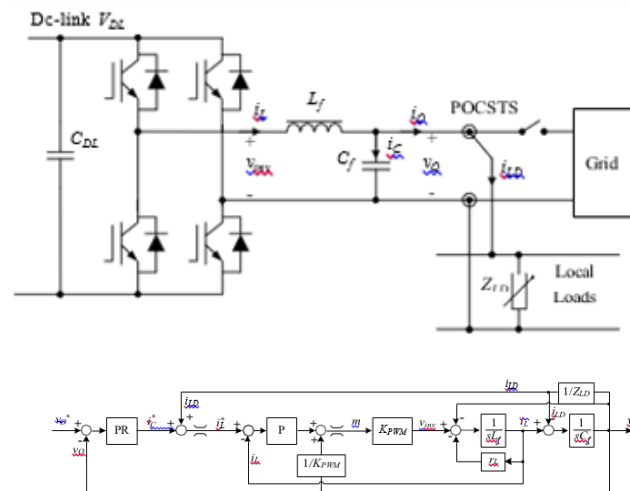 Dc-link V_DL
i_L
L_f
i_O
POCSTS
C_DL
+
v_inv
-
i_C
C_f
+
v_O
-
i_LD
Grid
Z_LD
Local
Loads
i_LD
1/Z_LD
v_O*
+
-
v_O
PR
i_C*
+
i_LD
+
i_L*
+
-
i_L
P
+
+
1/K_PWM
m
K_PWM
v_inv
+
-
-
1
sL_f
r_L
i_L
+
-
i_LD
1
sC_f